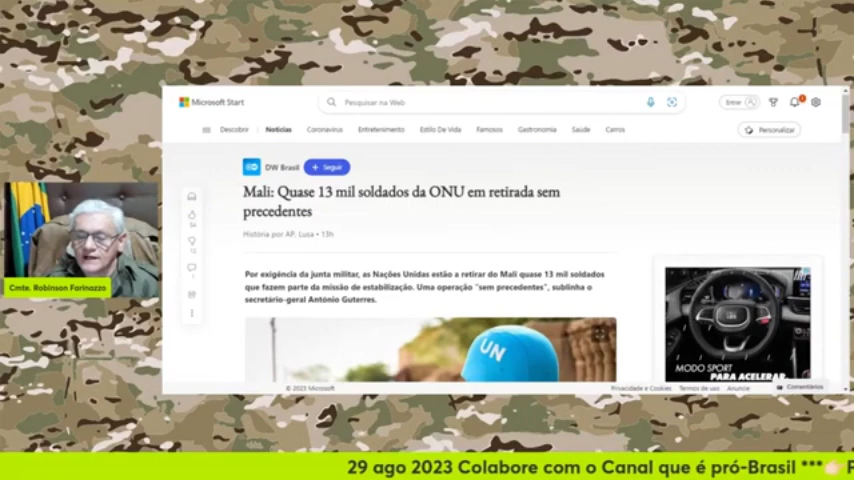 Microsoft Start
Pesquisar na Web
Entrar
Descobrir
Notícias
Coronavírus
Entretenimento
Estilo De Vida
Famosos
Gastronomia
Saúde
Carros
Personalizar
DW Brasil
+ Seguir
Mali: Quase 13 mil soldados da ONU em retirada sem
precedentes
História por AP, Lusa • 13h
Por exigência da junta militar, as Nações Unidas estão a retirar do Mali quase 13 mil soldados
que fazem parte da missão de estabilização. Uma operação "sem precedentes", sublinha o
secretário-geral António Guterres.
UN
MODO SPORT
PARA ACELERAR
© 2023 Microsoft
Privacidade e Cookies
Termos de uso
Anuncie
Comentários
Cmte. Robinson Farinazzo
29 ago 2023 Colabore com o Canal que é pró-Brasil *** P